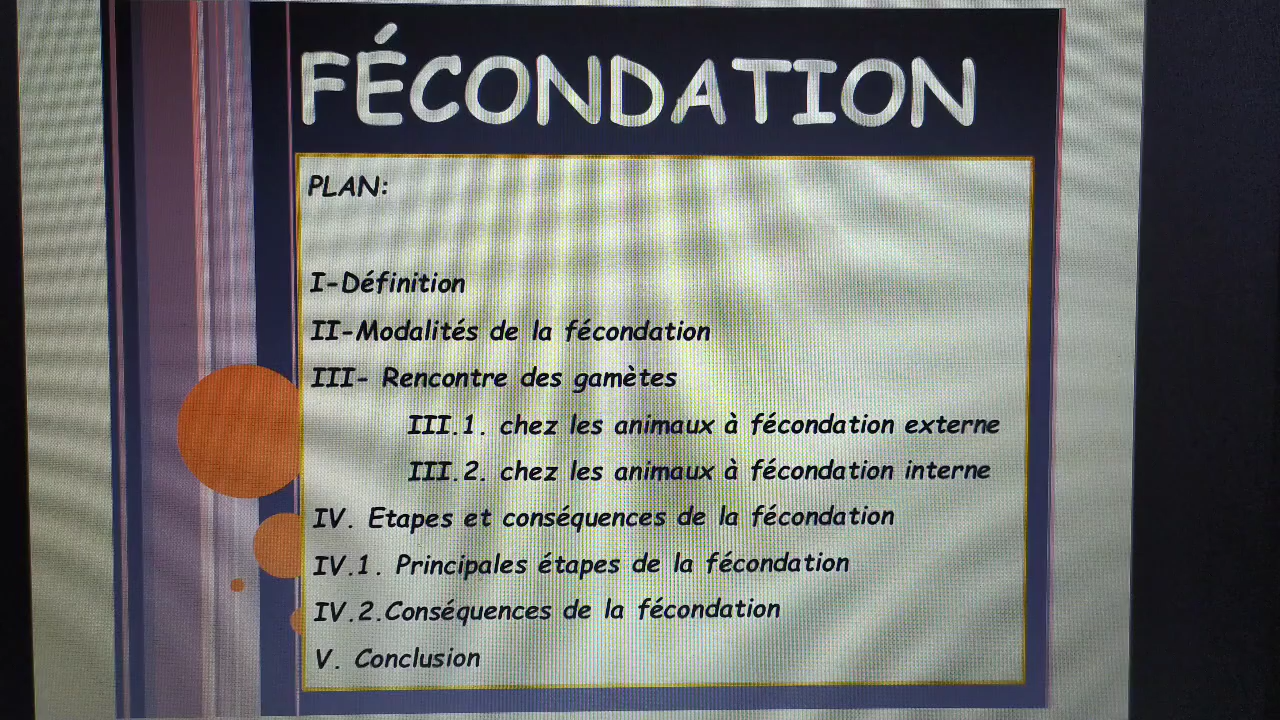 FÉCONDATION
PLAN:
I-Définition
II-Modalités de la fécondation
III- Rencontre des gamètes
III.1. chez les animaux à fécondation externe
III.2. chez les animaux à fécondation interne
IV. Etapes et conséquences de la fécondation
IV.1. Principales étapes de la fécondation
IV.2.Conséquences de la fécondation
V. Conclusion